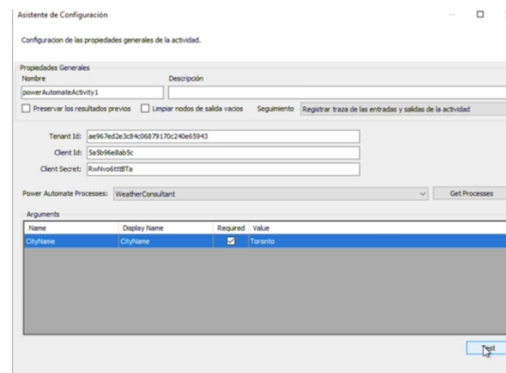 Asistente de Configuración
Configuracion de las propiedades generales de la actividad.
Propiedades Generales
Nombre Descripción
powerAutomateActivity1
Preservar los resultados previos Limpiar nodos de salida vacios Seguimiento Registrar traza de las entradas y salidas de la actividad
Tenant Id: ae967ed2e3c84c06879170c240e65943
Client Id: 5a5b96e8ab5c
Client Secret:
Power Automate Processes: WeatherConsultant Get Processes
Arguments
Name Display Name Required Value
CityName CityName Toronto
Test